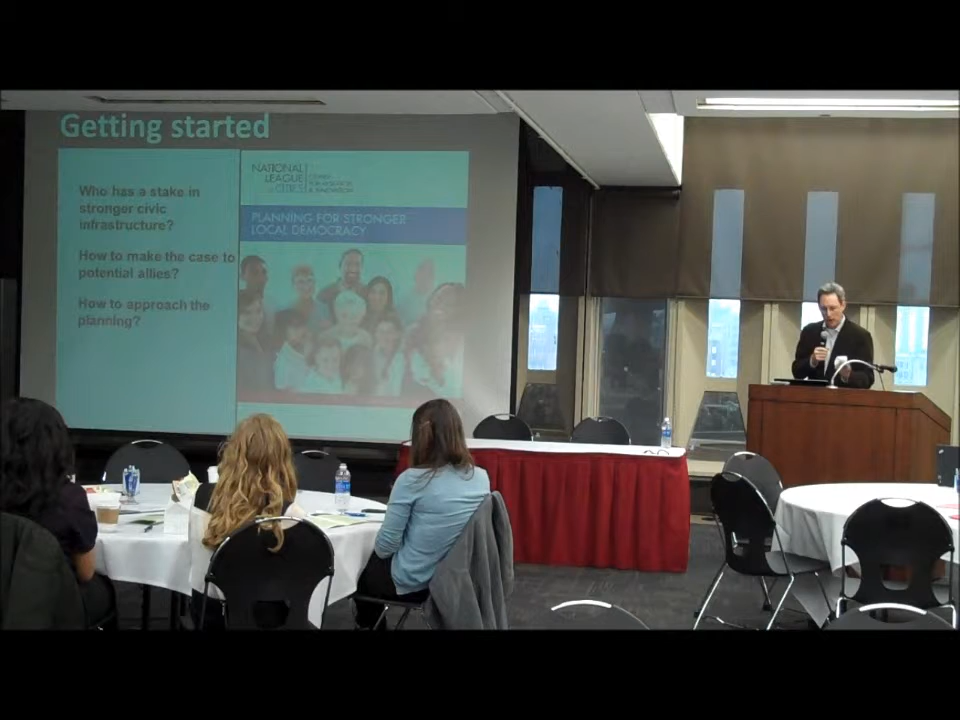 Getting started
Who has a stake in
stronger civic
infrastructure?
How to make the case to
potential allies?
How to approach the
planning?
NATIONAL
LEAGUE
of CITIES
PLANNING FOR STRONGER
LOCAL DEMOCRACY